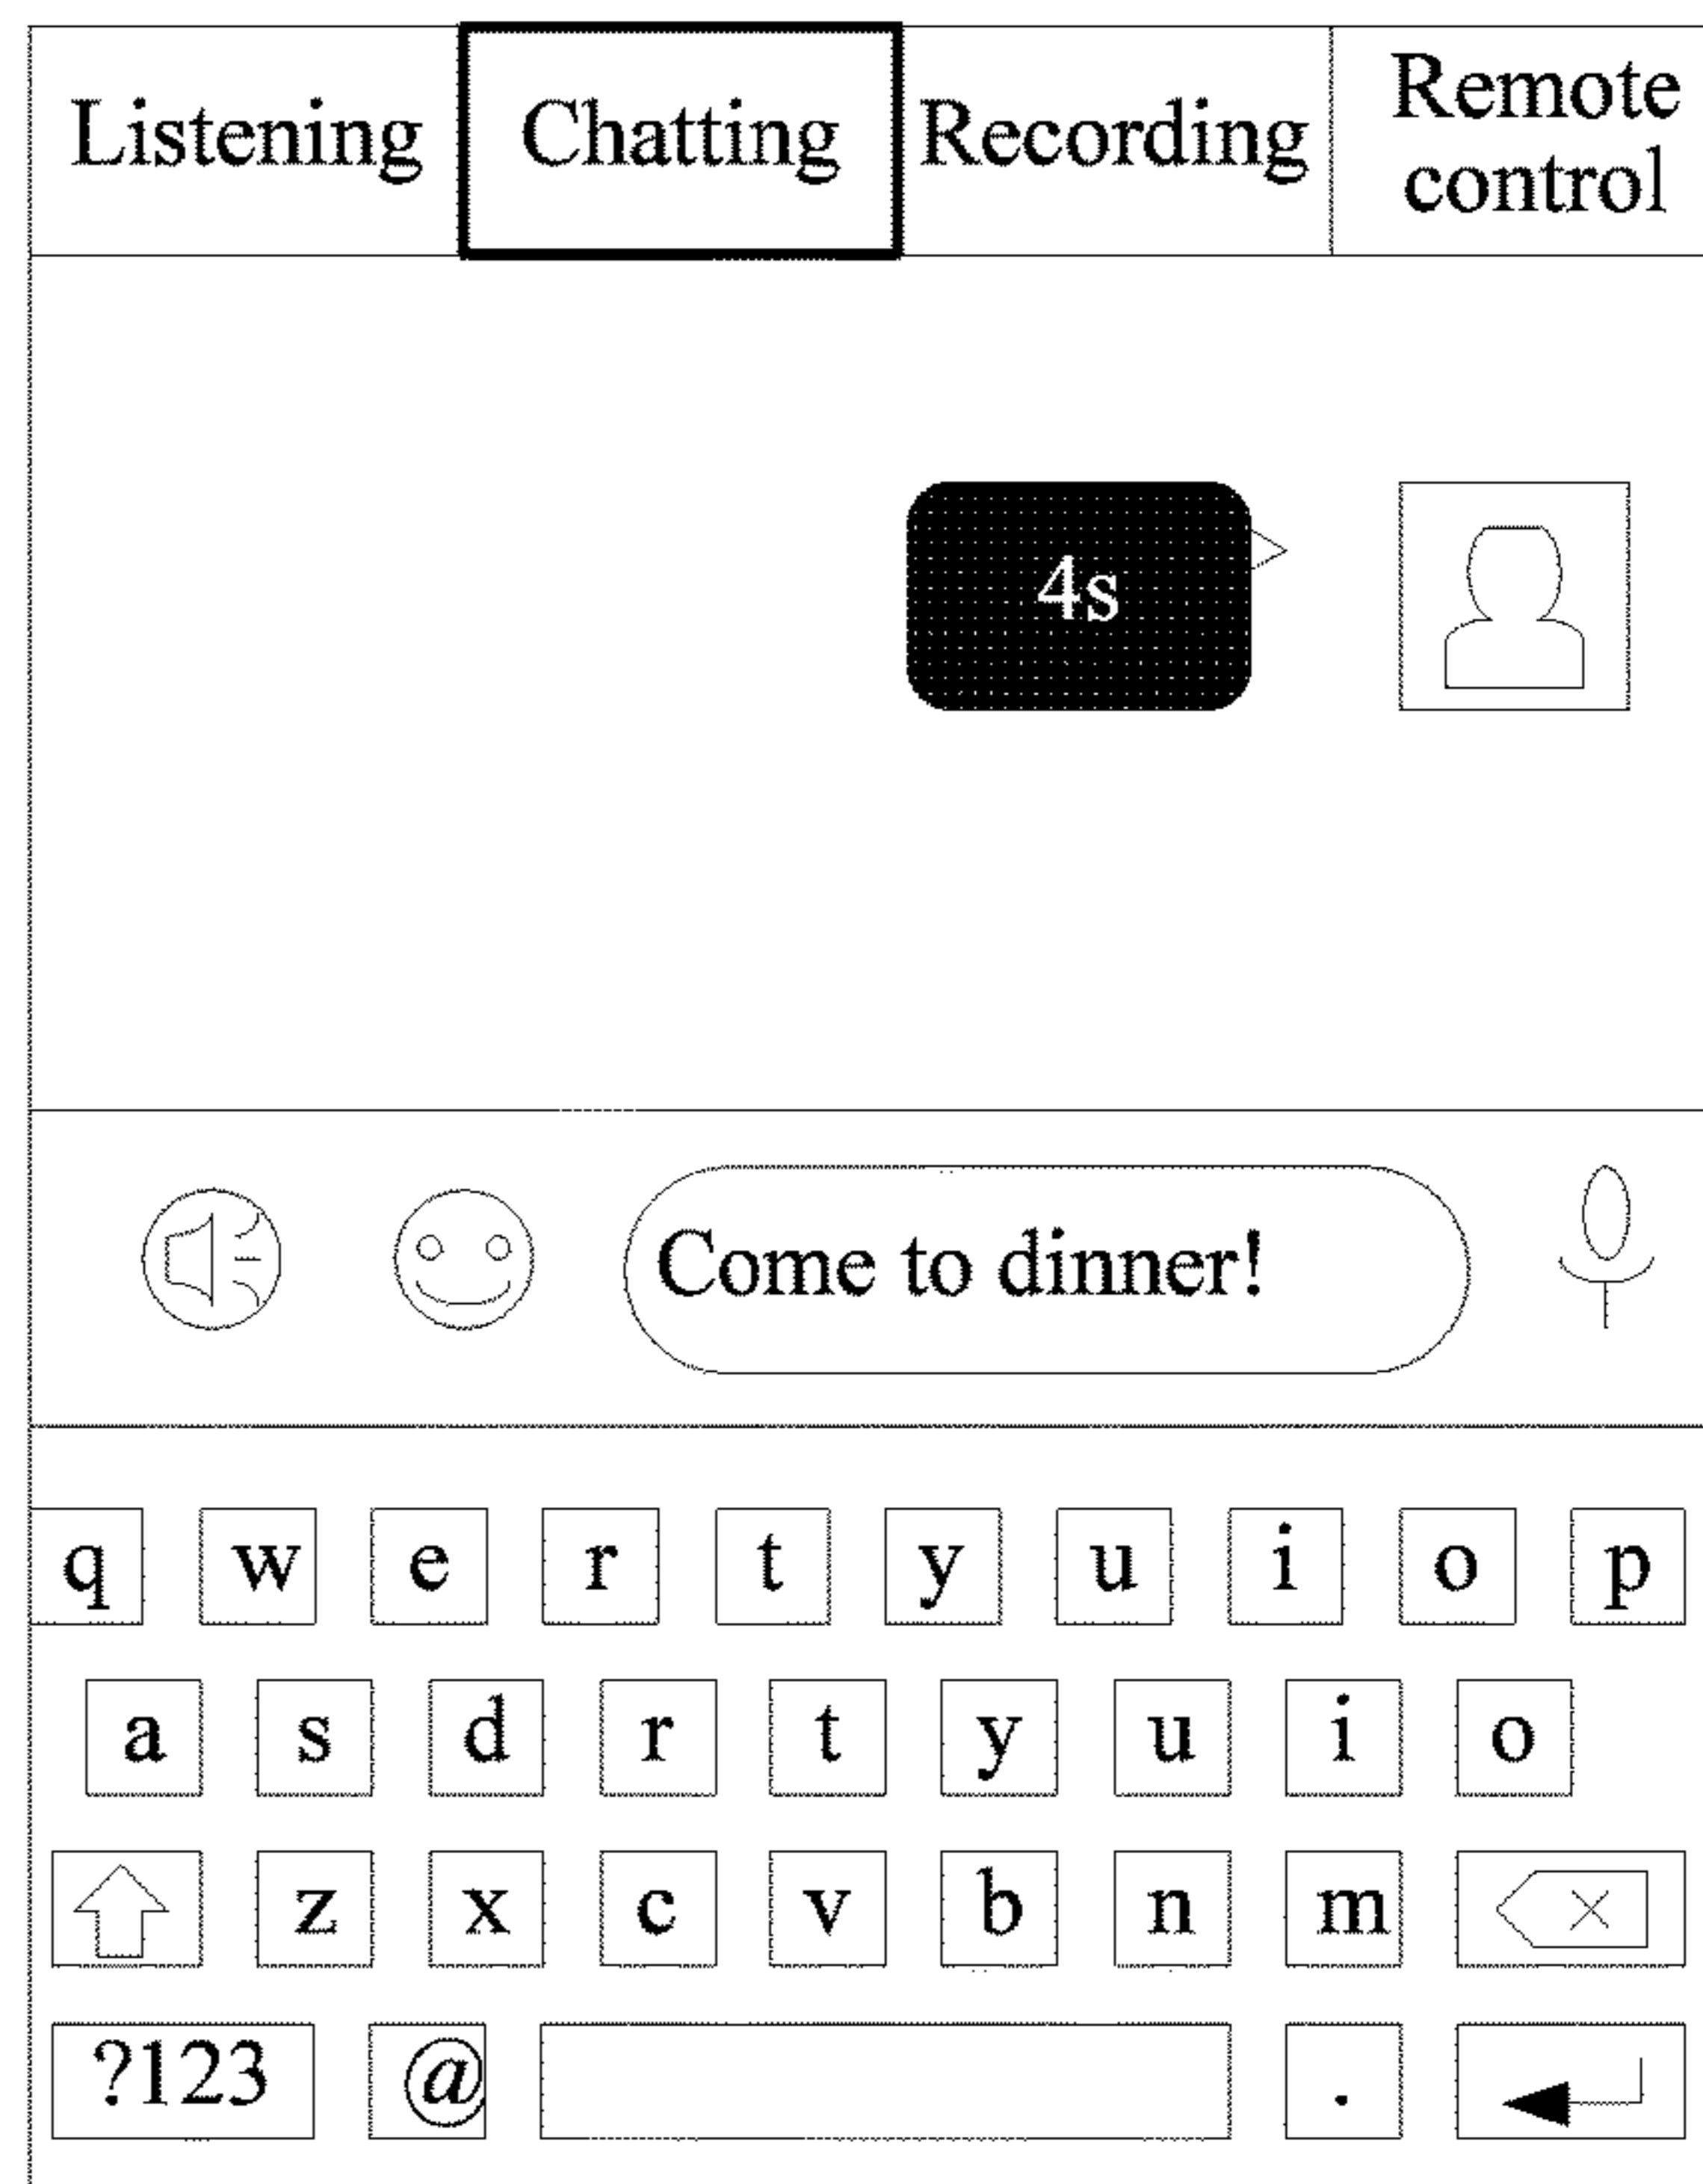 Listening Chatting Recording Remote control
4s
Come to dinner!
q w e r t y u i o p
a s d r t y u i o
z x c v b n m
?123 @ .